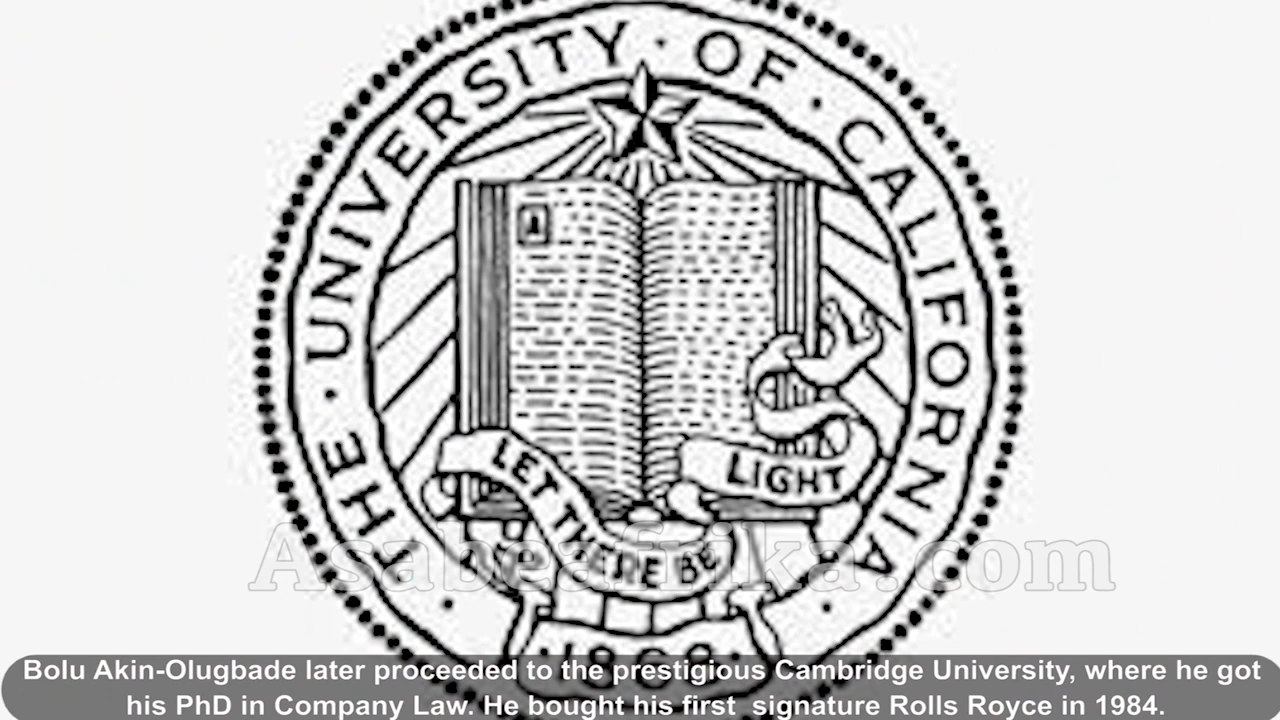 · THE · UNIVERSITY · OF · CALIFORNIA ·
LET THERE BE
LIGHT
·1868·
Asabeafrika.com
Bolu Akin-Olugbade later proceeded to the prestigious Cambridge University, where he got
his PhD in Company Law. He bought his first  signature Rolls Royce in 1984.